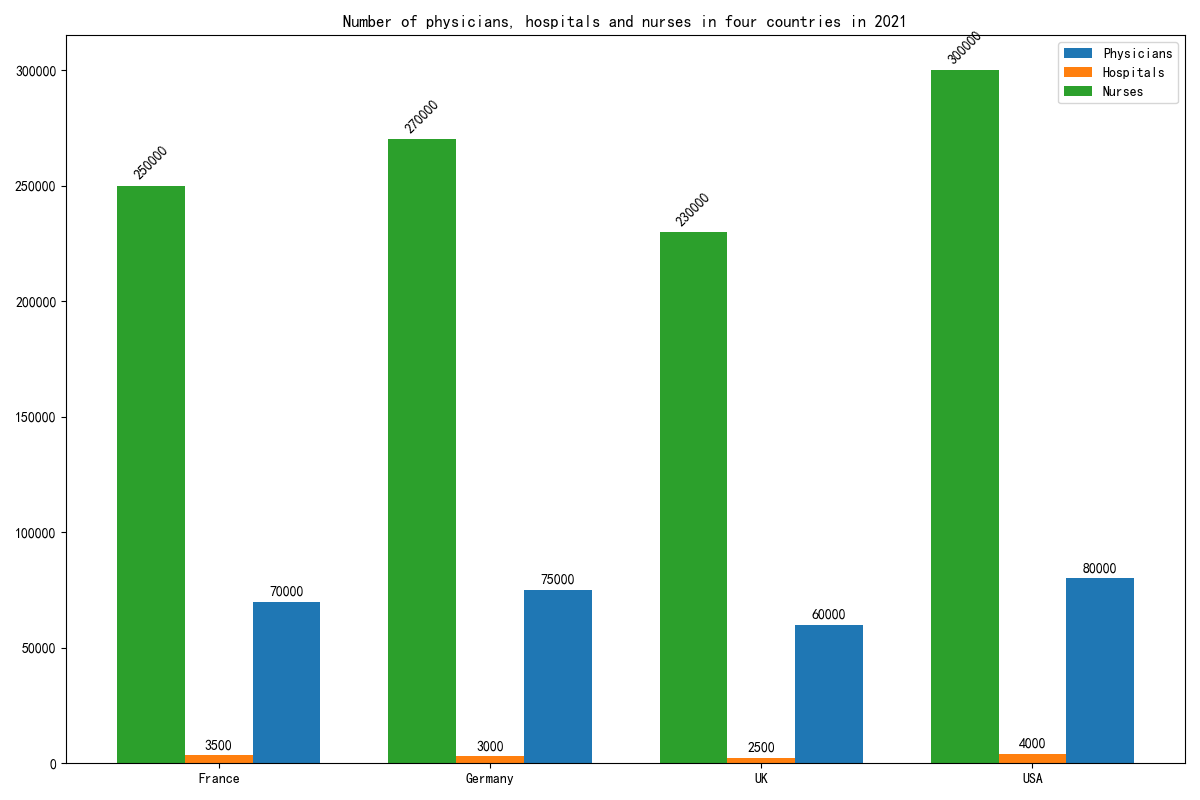 Number of physicians, hospitals and nurses in four countries in 2021
Physicians
Hospitals
Nurses
300000
250000
200000
150000
100000
50000
0
250000
3500
70000
270000
3000
75000
230000
2500
60000
300000
4000
80000
France
Germany
UK
USA